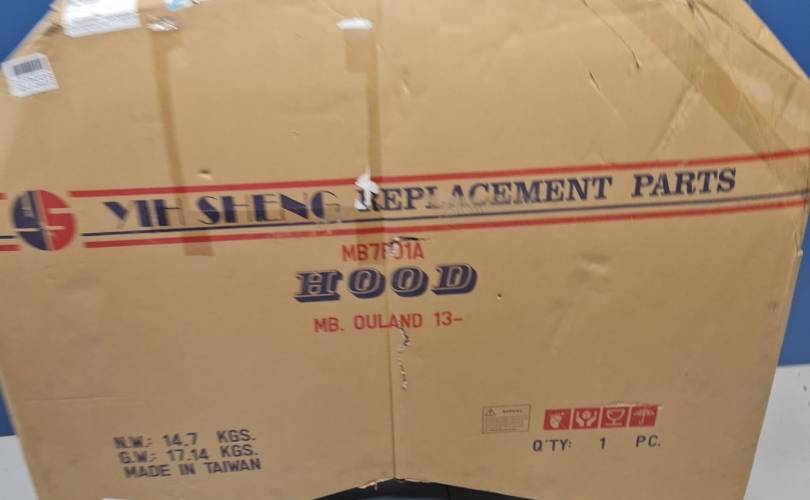 YIH SHENG REPLACEMENT PARTS
HOOD
MB. OULAND 13-
N.W.: 14.7 KGS.
G.W.: 17.14 KGS.
MADE IN TAIWAN
Q'TY: 1 PC.